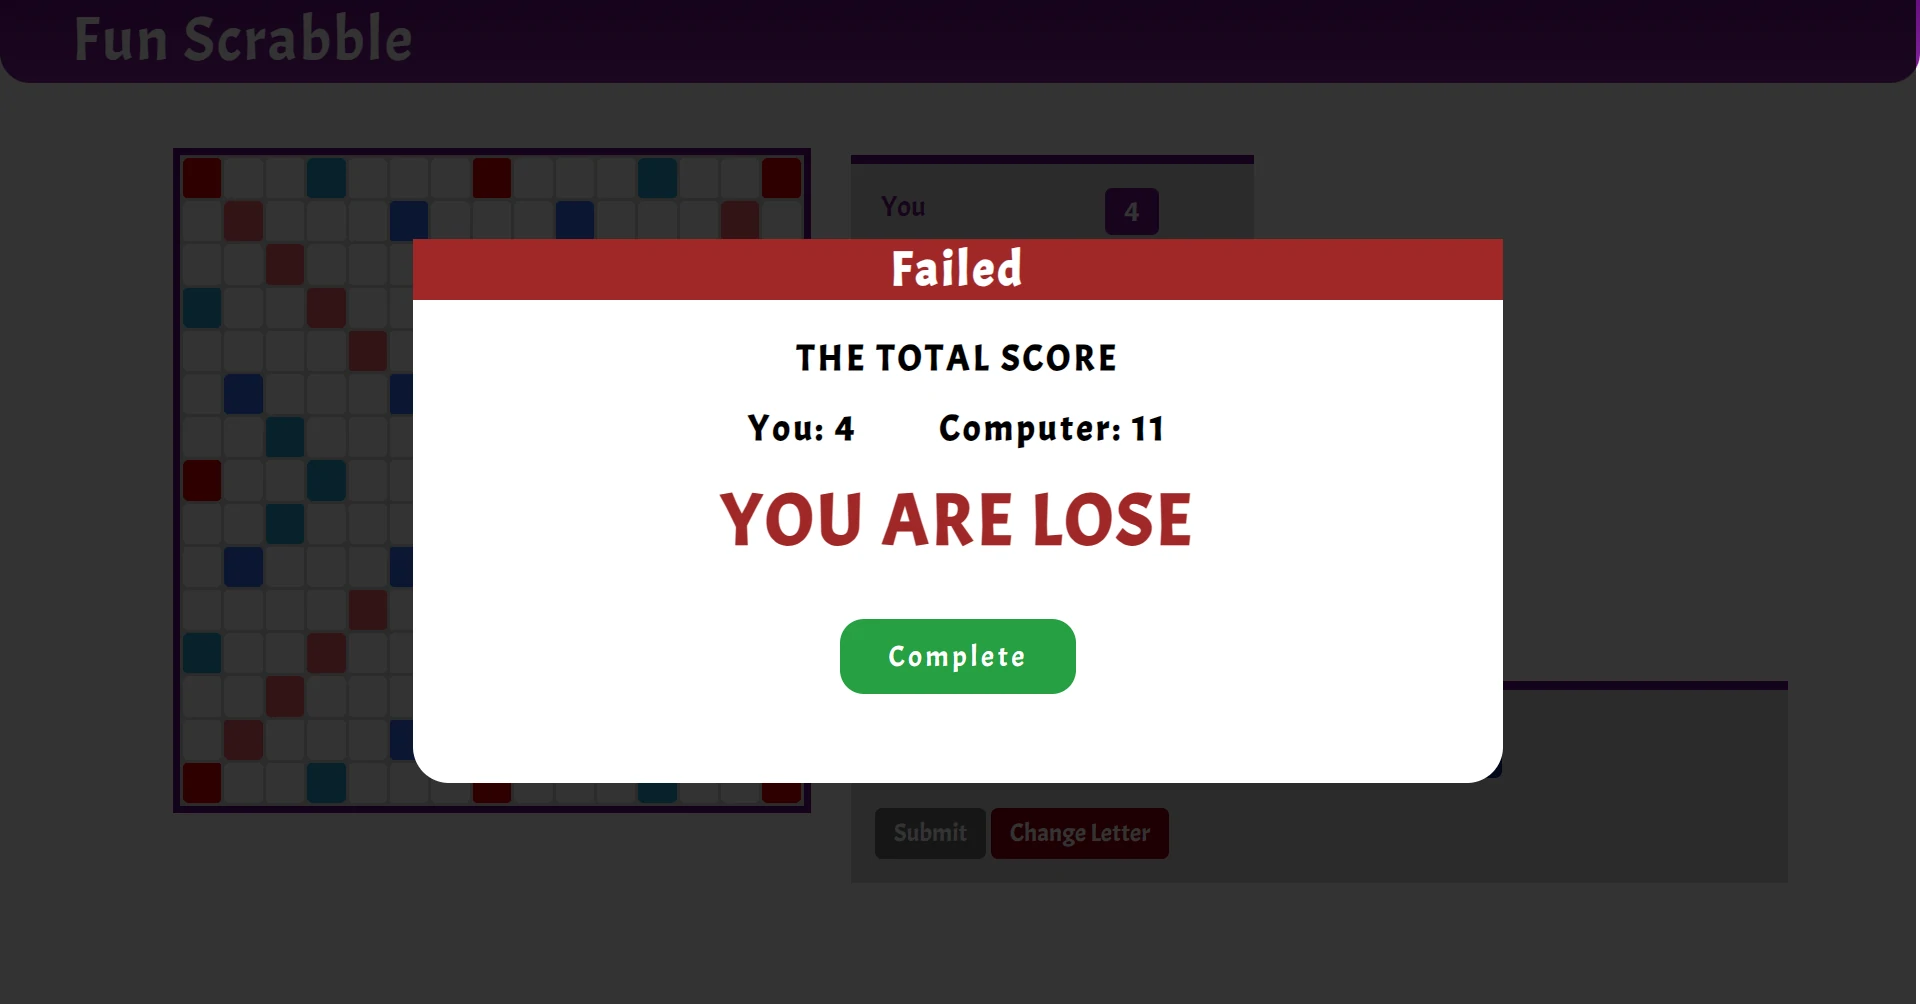 Fun Scrabble
You 4
Failed
THE TOTAL SCORE
You: 4 Computer: 11
YOU ARE LOSE
Complete
Submit Change Letter